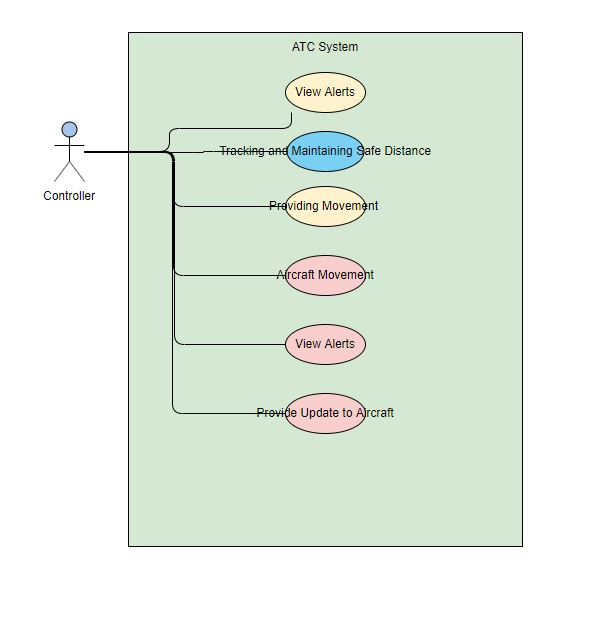 ATC System
View Alerts
Tracking and Maintaining Safe Distance
Controller
Providing Movement
Aircraft Movement
View Alerts
Provide Update to Aircraft